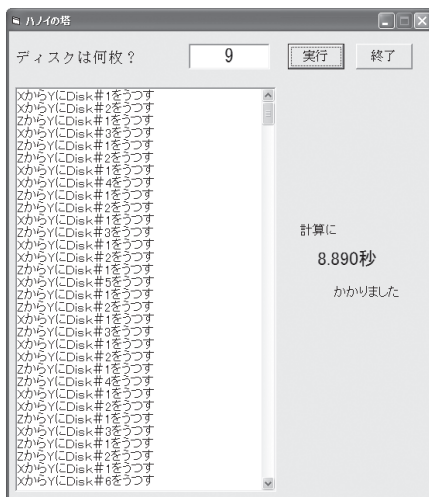 ハノイの塔
ディスクは何枚？ 9 実行 終了
XからYにDisk#1をうつす
XからYにDisk#2をうつす
ZからYにDisk#1をうつす
XからYにDisk#3をうつす
ZからYにDisk#1をうつす
ZからYにDisk#2をうつす
XからYにDisk#1をうつす
XからYにDisk#4をうつす
ZからYにDisk#1をうつす
ZからYにDisk#2をうつす
XからYにDisk#1をうつす
ZからYにDisk#3をうつす
XからYにDisk#1をうつす
XからYにDisk#2をうつす
ZからYにDisk#1をうつす
XからYにDisk#5をうつす
ZからYにDisk#1をうつす
ZからYにDisk#2をうつす
XからYにDisk#1をうつす
ZからYにDisk#3をうつす
XからYにDisk#1をうつす
XからYにDisk#2をうつす
ZからYにDisk#1をうつす
ZからYにDisk#4をうつす
XからYにDisk#1をうつす
XからYにDisk#2をうつす
ZからYにDisk#1をうつす
XからYにDisk#3をうつす
ZからYにDisk#1をうつす
ZからYにDisk#2をうつす
XからYにDisk#1をうつす
XからYにDisk#6をうつす
計算に
8.890秒
かかりました